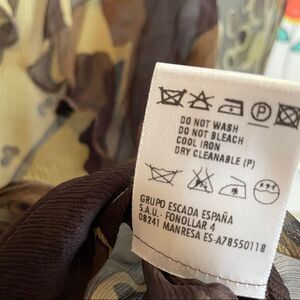 P
DO NOT WASH
DO NOT BLEACH
COOL IRON
DRY CLEANABLE (P)
GRUPO ESCADA ESPAÑA
S.A.U. - FONOLLAR 4
08241 MANRESA ES-A78550118